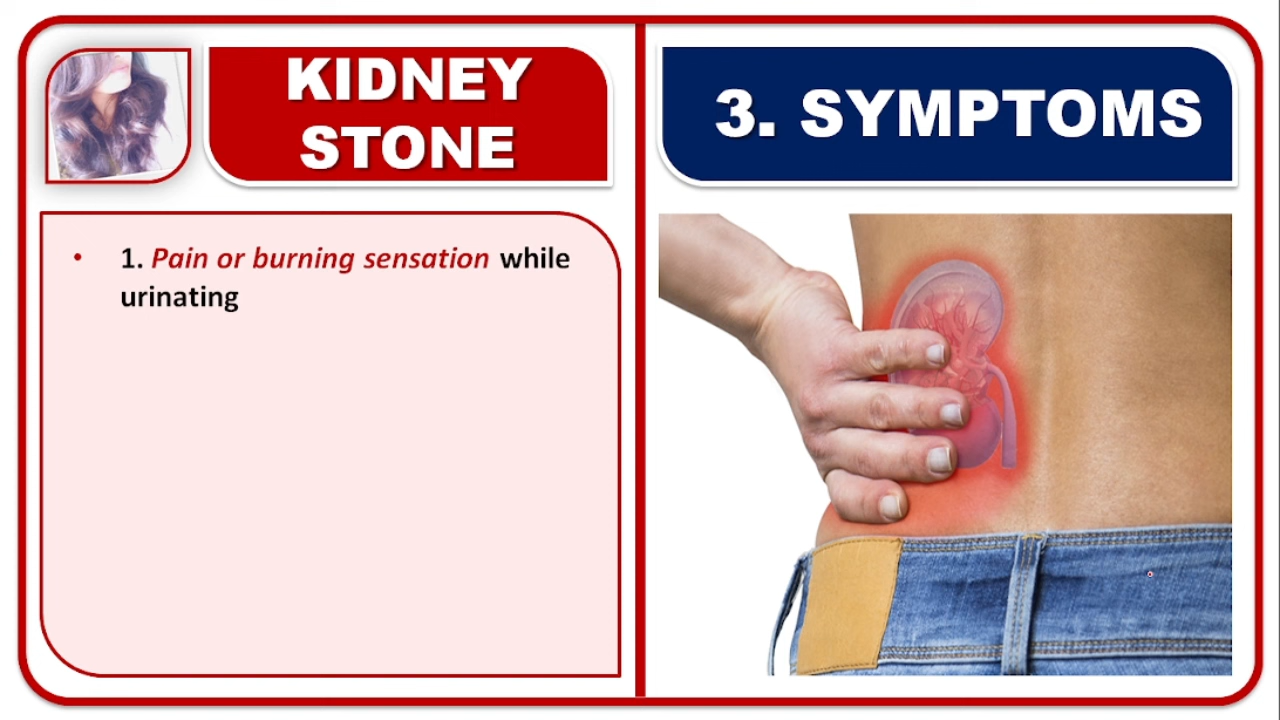 KIDNEY
STONE
3. SYMPTOMS
• 1. Pain or burning sensation while
urinating